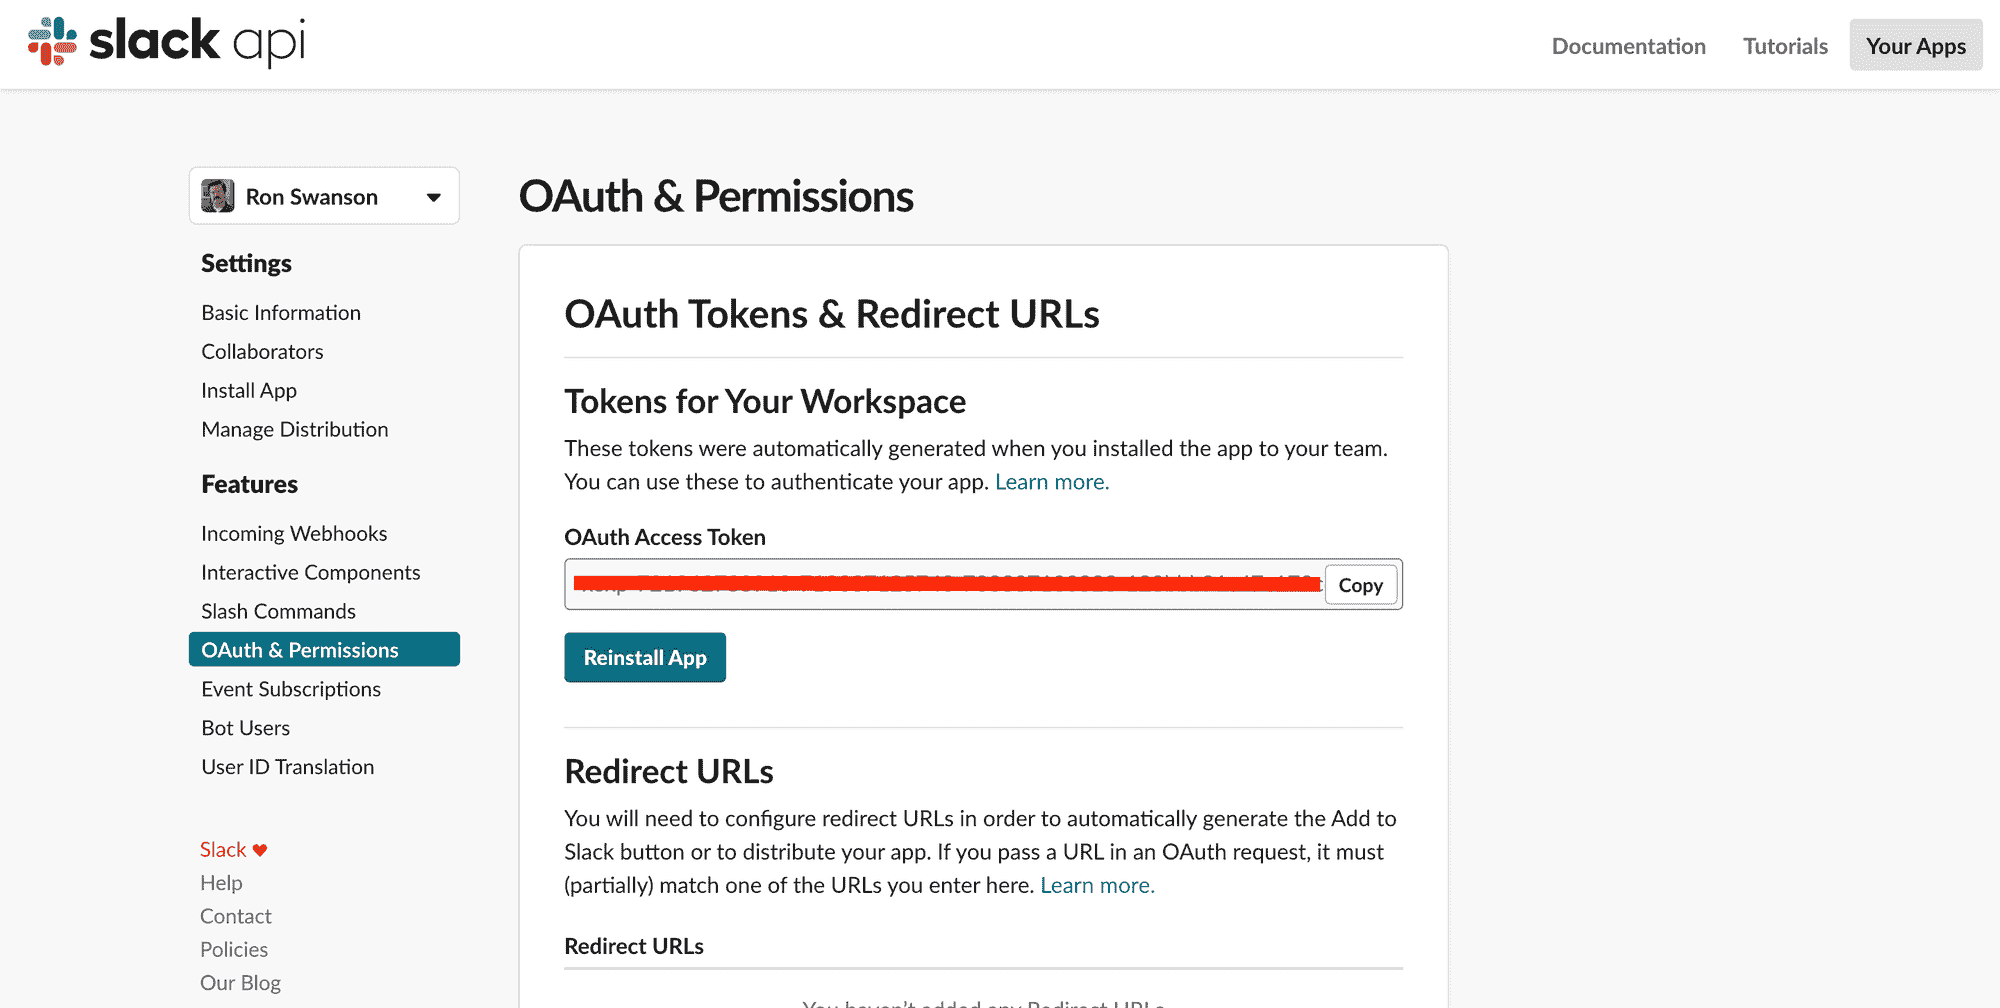 slack api
Documentation
Tutorials
Your Apps
Ron Swanson
Settings
Basic Information
Collaborators
Install App
Manage Distribution
Features
Incoming Webhooks
Interactive Components
Slash Commands
OAuth & Permissions
Event Subscriptions
Bot Users
User ID Translation
Slack ♥
Help
Contact
Policies
Our Blog
OAuth & Permissions
OAuth Tokens & Redirect URLs
Tokens for Your Workspace
These tokens were automatically generated when you installed the app to your team.
You can use these to authenticate your app. Learn more.
OAuth Access Token
Copy
Reinstall App
Redirect URLs
You will need to configure redirect URLs in order to automatically generate the Add to
Slack button or to distribute your app. If you pass a URL in an OAuth request, it must
(partially) match one of the URLs you enter here. Learn more.
Redirect URLs
You haven't added any Redirect URLs